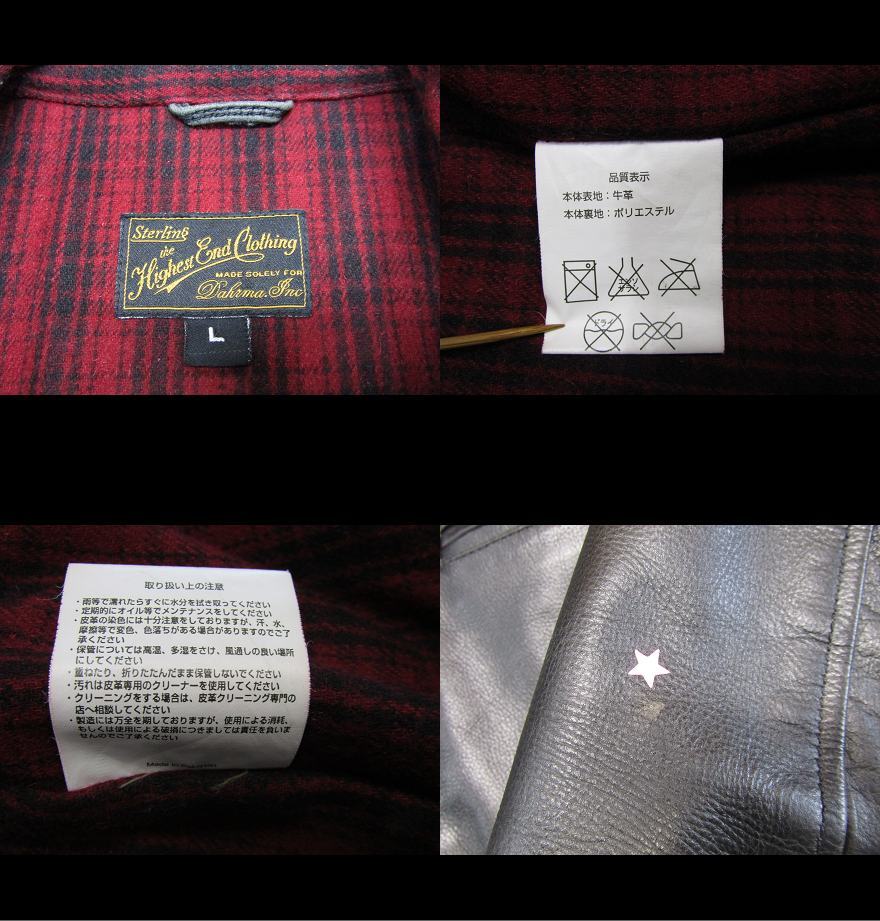 Sterling
the
Highest End Clothing
MADE SOLELY FOR
Dahrma.Inc
L
品質表示
本体表地：牛革
本体裏地：ポリエステル
エンソ
サラシ
ドライ
取り扱い上の注意
・雨等で濡れたらすぐに水分を拭き取ってください
・定期的にオイル等でメンテナンスをしてください
・皮革の染色には十分注意をしておりますが、汗、水、
摩擦等で変色、色落ちがある場合がありますのでご了
承ください
・保管については高温、多湿をさけ、風通しの良い場所
にしてください
・重ねたり、折りたたんだまま保管しないでください
・汚れは皮革専用のクリーナーを使用してください
・クリーニングをする場合は、皮革クリーニング専門の
店へ相談してください
・製造には万全を期しておりますが、使用による消耗、
もしくは使用による破損につきましては責任を負いま
せんのでご了承ください
Made in